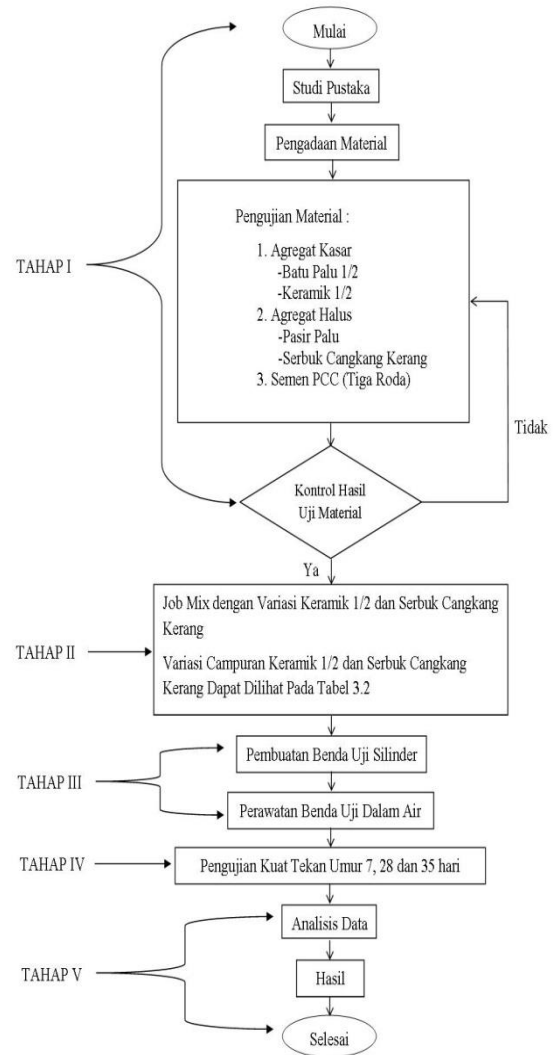 Mulai
Studi Pustaka
Pengadaan Material
TAHAP I
Pengujian Material :
1. Agregat Kasar
-Batu Palu 1/2
-Keramik 1/2
2. Agregat Halus
-Pasir Palu
-Serbuk Cangkang Kerang
3. Semen PCC (Tiga Roda)
Tidak
Kontrol Hasil
Uji Material
Ya
TAHAP II
Job Mix dengan Variasi Keramik 1/2 dan Serbuk Cangkang
Kerang
Variasi Campuran Keramik 1/2 dan Serbuk Cangkang
Kerang Dapat Dilihat Pada Tabel 3.2
TAHAP III
Pembuatan Benda Uji Silinder
Perawatan Benda Uji Dalam Air
TAHAP IV
Pengujian Kuat Tekan Umur 7, 28 dan 35 hari
TAHAP V
Analisis Data
Hasil
Selesai